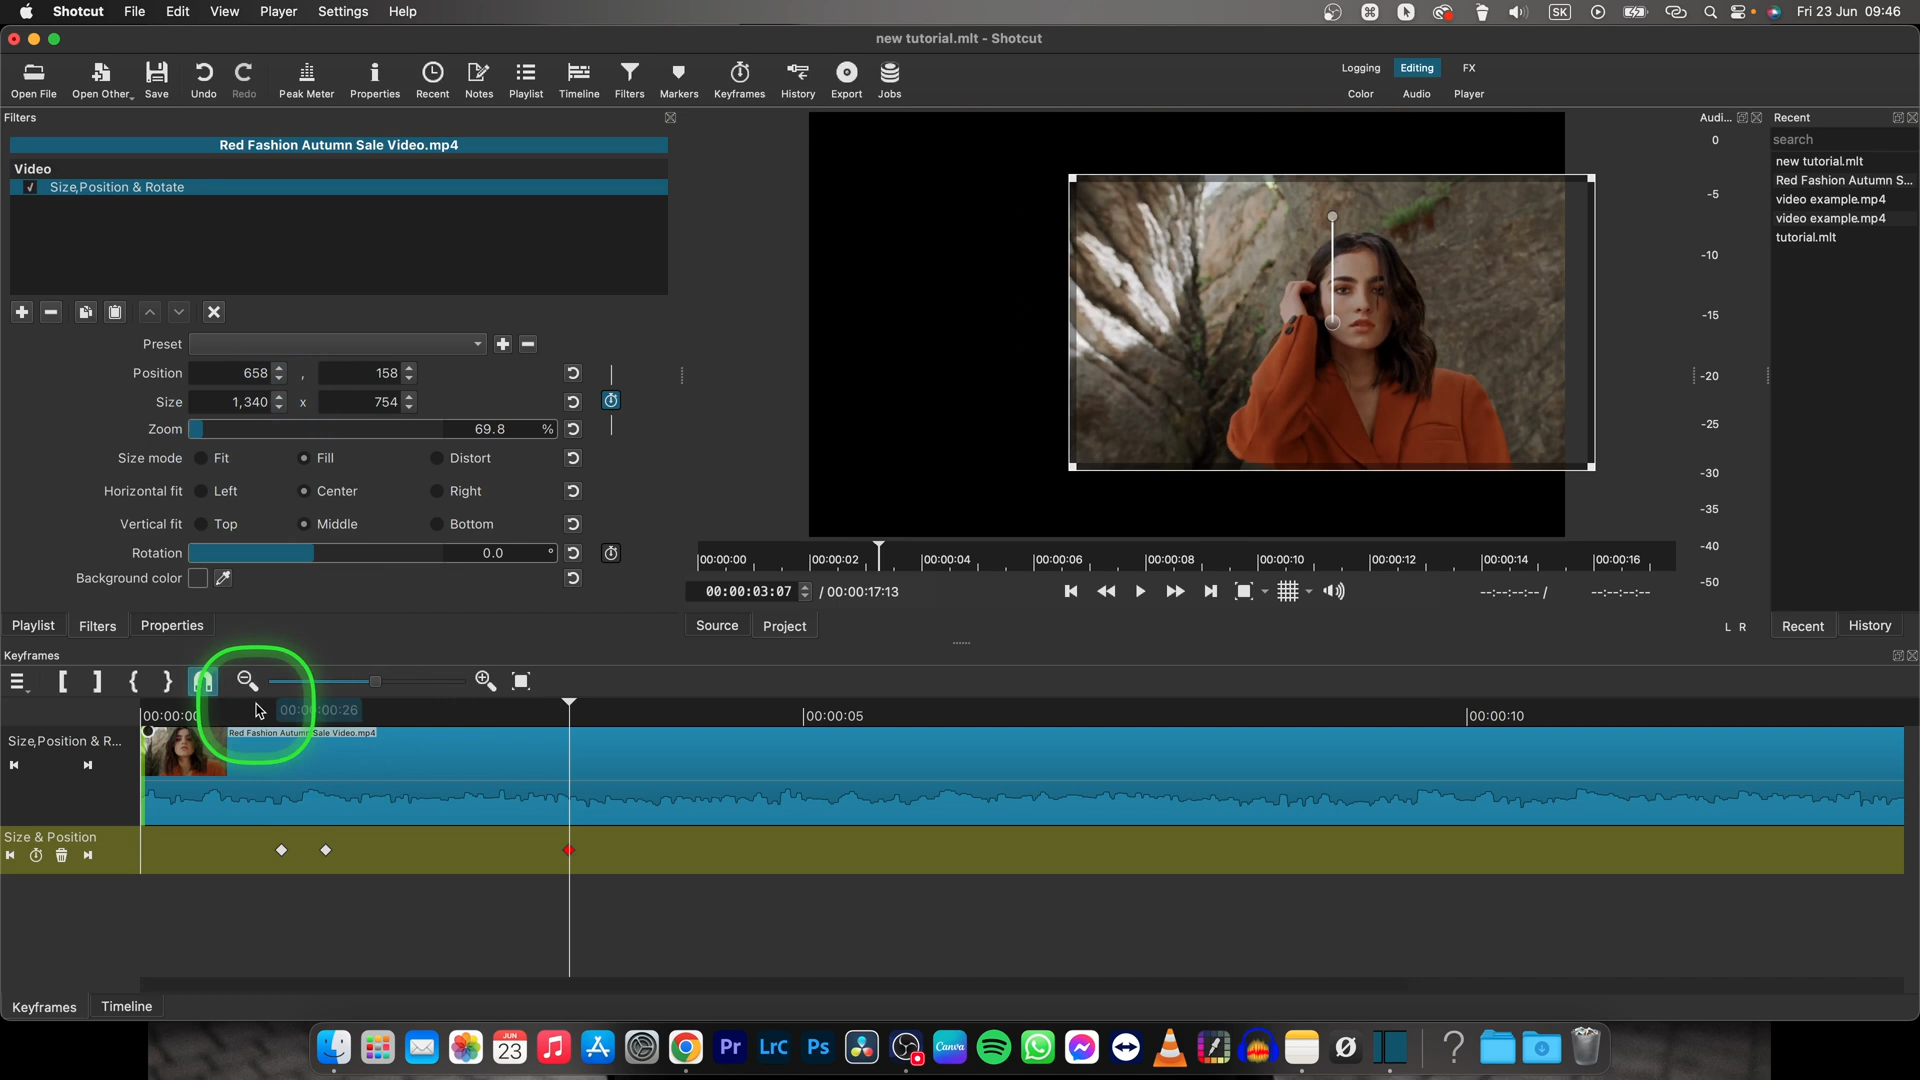 Shotcut File Edit View Player Settings Help
SK Fri 23 Jun 09:46
new tutorial.mlt - Shotcut
Open File Open Other Save Undo Redo Peak Meter Properties Recent Notes Playlist Timeline Filters Markers Keyframes History Export Jobs
Logging Editing FX
Color Audio Player
Filters
Audi...
Recent
Red Fashion Autumn Sale Video.mp4
Video
Size,Position & Rotate
search
new tutorial.mlt
Red Fashion Autumn S...
video example.mp4
video example.mp4
tutorial.mlt
0
-5
-10
-15
-20
-25
-30
-35
-40
-50
L R
Preset
Position 658 , 158
Size 1,340 x 754
Zoom 69.8 %
Size mode Fit Fill Distort
Horizontal fit Left Center Right
Vertical fit Top Middle Bottom
Rotation 0.0 °
Background color
00:00:00 00:00:02 00:00:04 00:00:06 00:00:08 00:00:10 00:00:12 00:00:14 00:00:16
00:00:03:07 / 00:00:17:13
--:--:--:-- / --:--:--:--
Playlist Filters Properties
Source Project
Recent History
Keyframes
00:00:00 00:00:05 00:00:10
00:00:00:26
Size,Position & R...
Red Fashion Autumn Sale Video.mp4
Size & Position
Keyframes Timeline
JUN
23
Pr LrC Ps Canva